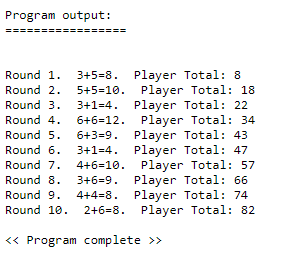 Program output:
=================
Round 1.  3+5=8.  Player Total: 8
Round 2.  5+5=10.  Player Total: 18
Round 3.  3+1=4.  Player Total: 22
Round 4.  6+6=12.  Player Total: 34
Round 5.  6+3=9.  Player Total: 43
Round 6.  3+1=4.  Player Total: 47
Round 7.  4+6=10.  Player Total: 57
Round 8.  3+6=9.  Player Total: 66
Round 9.  4+4=8.  Player Total: 74
Round 10.  2+6=8.  Player Total: 82
<< Program complete >>